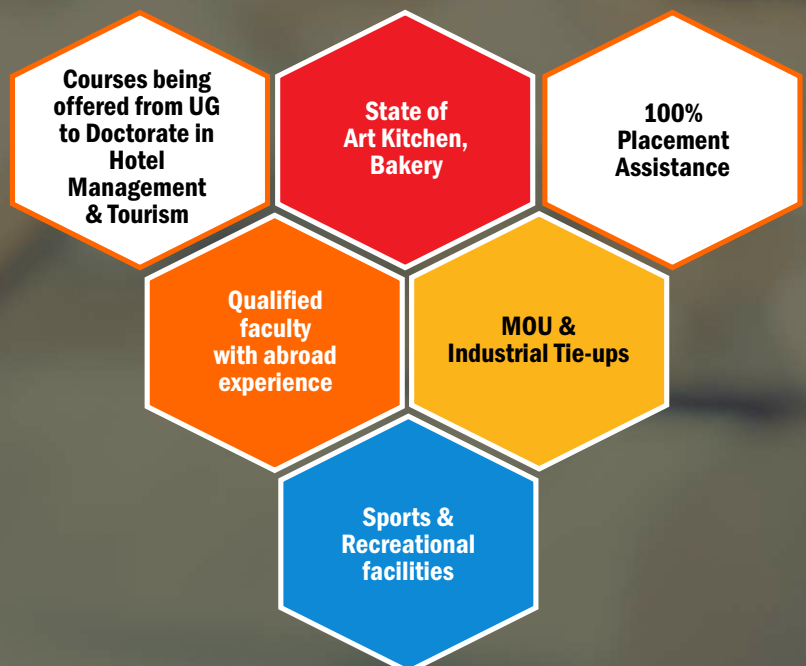 Courses being
offered from UG
to Doctorate in
Hotel
Management
& Tourism
State of
Art Kitchen,
Bakery
100%
Placement
Assistance
Qualified
faculty
with abroad
experience
MOU &
Industrial Tie-ups
Sports &
Recreational
facilities